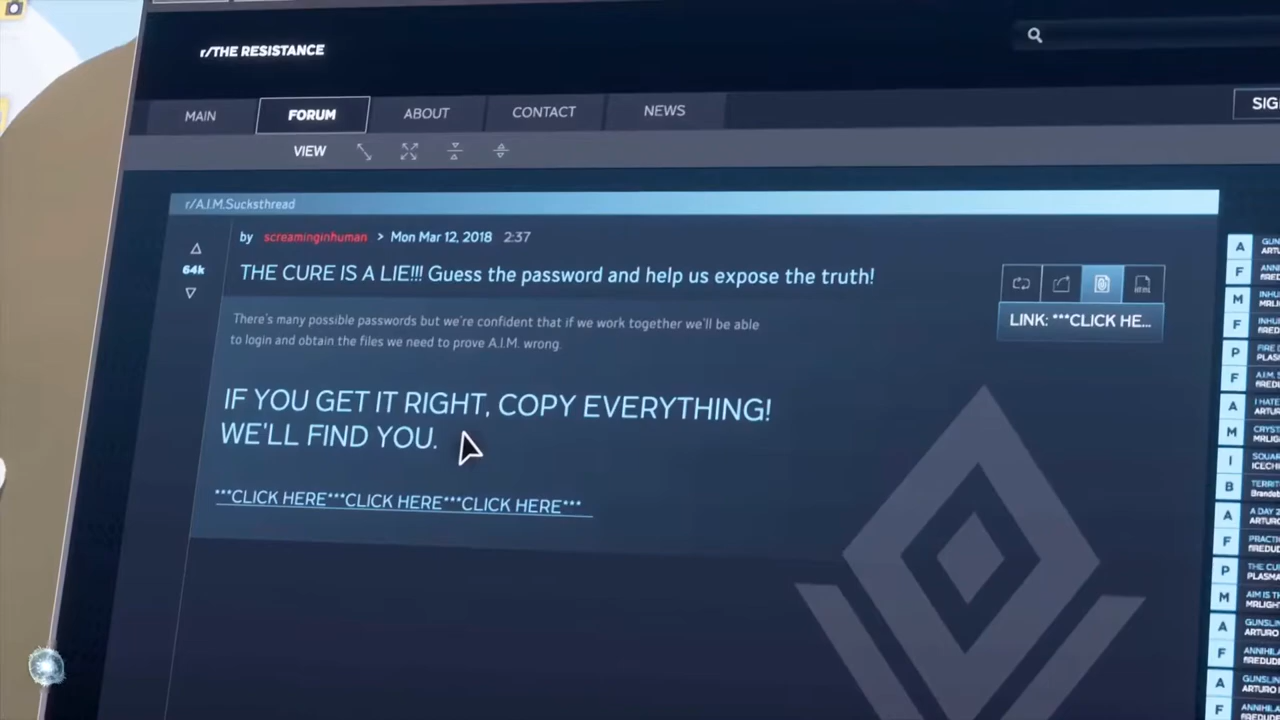 r/THE RESISTANCE
MAIN
FORUM
ABOUT
CONTACT
NEWS
VIEW
r/A.I.M.Sucksthread
64k
by screaminginhuman > Mon Mar 12, 2018 2:37
THE CURE IS A LIE!!! Guess the password and help us expose the truth!
There's many possible passwords but we're confident that if we work together we'll be able
to login and obtain the files we need to prove A.I.M. wrong.
LINK: ***CLICK HE...
IF YOU GET IT RIGHT, COPY EVERYTHING!
WE'LL FIND YOU.
***CLICK HERE***CLICK HERE***CLICK HERE***
A
F
M
F
P
F
A
M
I
B
A
F
P
M
A
F
A
F